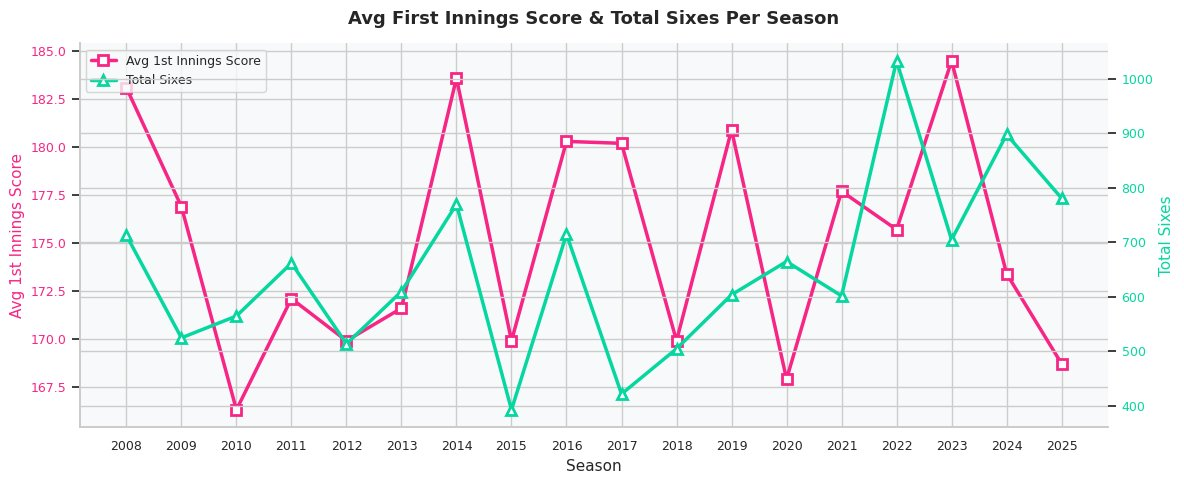 Avg First Innings Score & Total Sixes Per Season
Avg 1st Innings Score
Total Sixes
185.0
182.5
180.0
177.5
175.0
172.5
170.0
167.5
Avg 1st Innings Score
1000
900
800
700
600
500
400
Total Sixes
2008 2009 2010 2011 2012 2013 2014 2015 2016 2017 2018 2019 2020 2021 2022 2023 2024 2025
Season